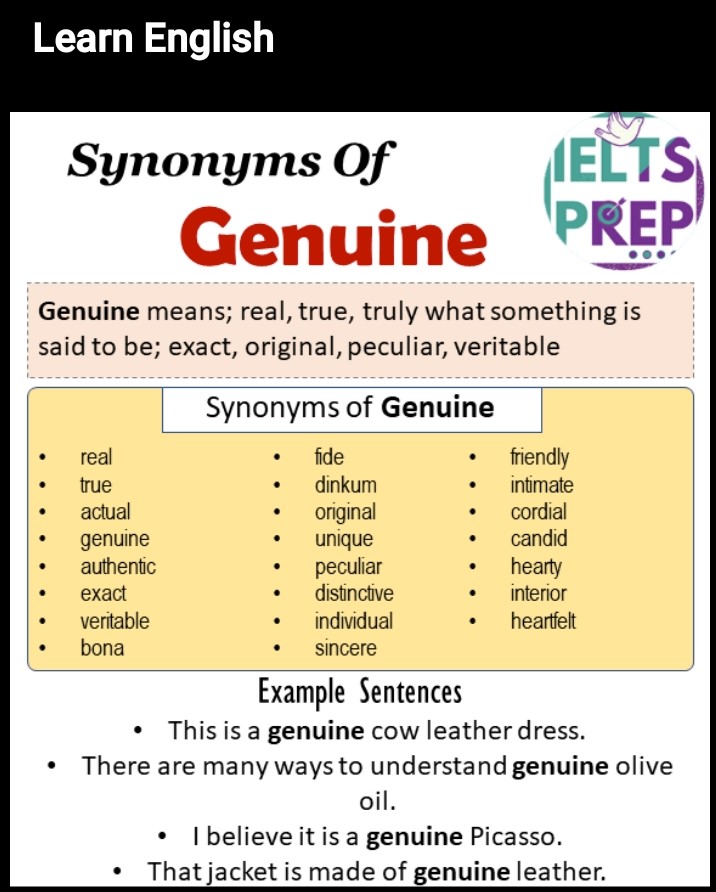 Learn English
Synonyms Of
Genuine
IELTS
PREP
Genuine means; real, true, truly what something is
said to be; exact, original, peculiar, veritable
Synonyms of Genuine
• real
• true
• actual
• genuine
• authentic
• exact
• veritable
• bona
• fide
• dinkum
• original
• unique
• peculiar
• distinctive
• individual
• sincere
• friendly
• intimate
• cordial
• candid
• hearty
• interior
• heartfelt
Example Sentences
• This is a genuine cow leather dress.
• There are many ways to understand genuine olive
oil.
• I believe it is a genuine Picasso.
• That jacket is made of genuine leather.